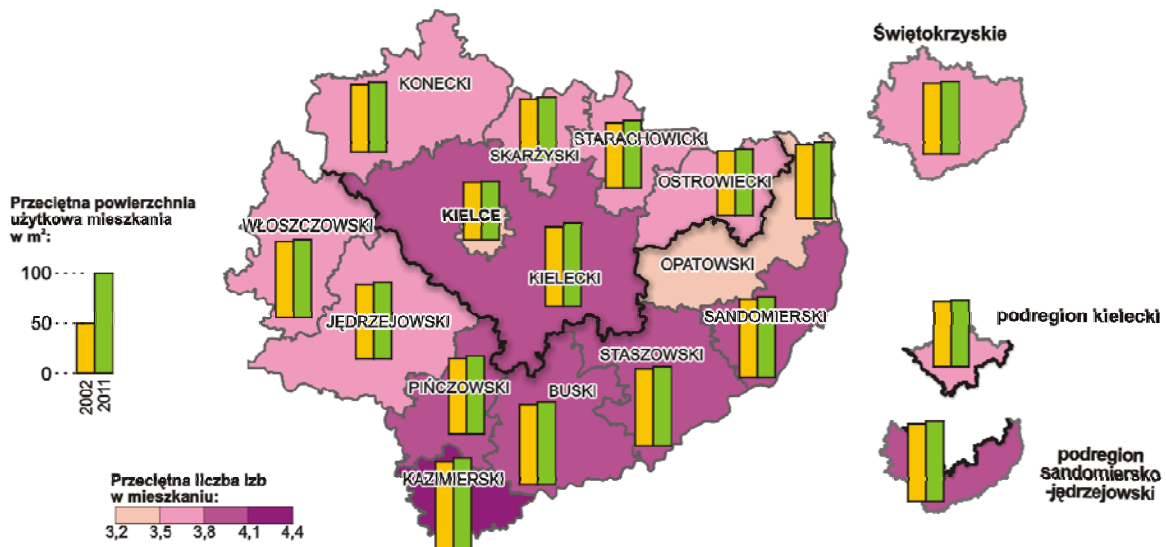 Świętokrzyskie
KONECKI
SKARŻYSKI
STARACHOWICKI
OSTROWIECKI
Przeciętna powierzchnia
użytkowa mieszkania
w m²:
WŁOSZCZOWSKI
KIELCE
KIELECKI
OPATOWSKI
100
50
0
2002
2011
JĘDRZEJOWSKI
SANDOMIERSKI
podregion kielecki
STASZOWSKI
PIŃCZOWSKI
BUSKI
KAZIMIERSKI
podregion
sandomiersko
-jędrzejowski
Przeciętna liczba izb
w mieszkaniu:
3,2 3,5 3,8 4,1 4,4